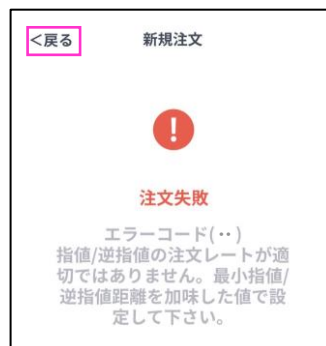 <戻る 新規注文
!
注文失敗
エラーコード(‥)
指値/逆指値の注文レートが適
切ではありません。最小指値/
逆指値距離を加味した値で設
定して下さい。